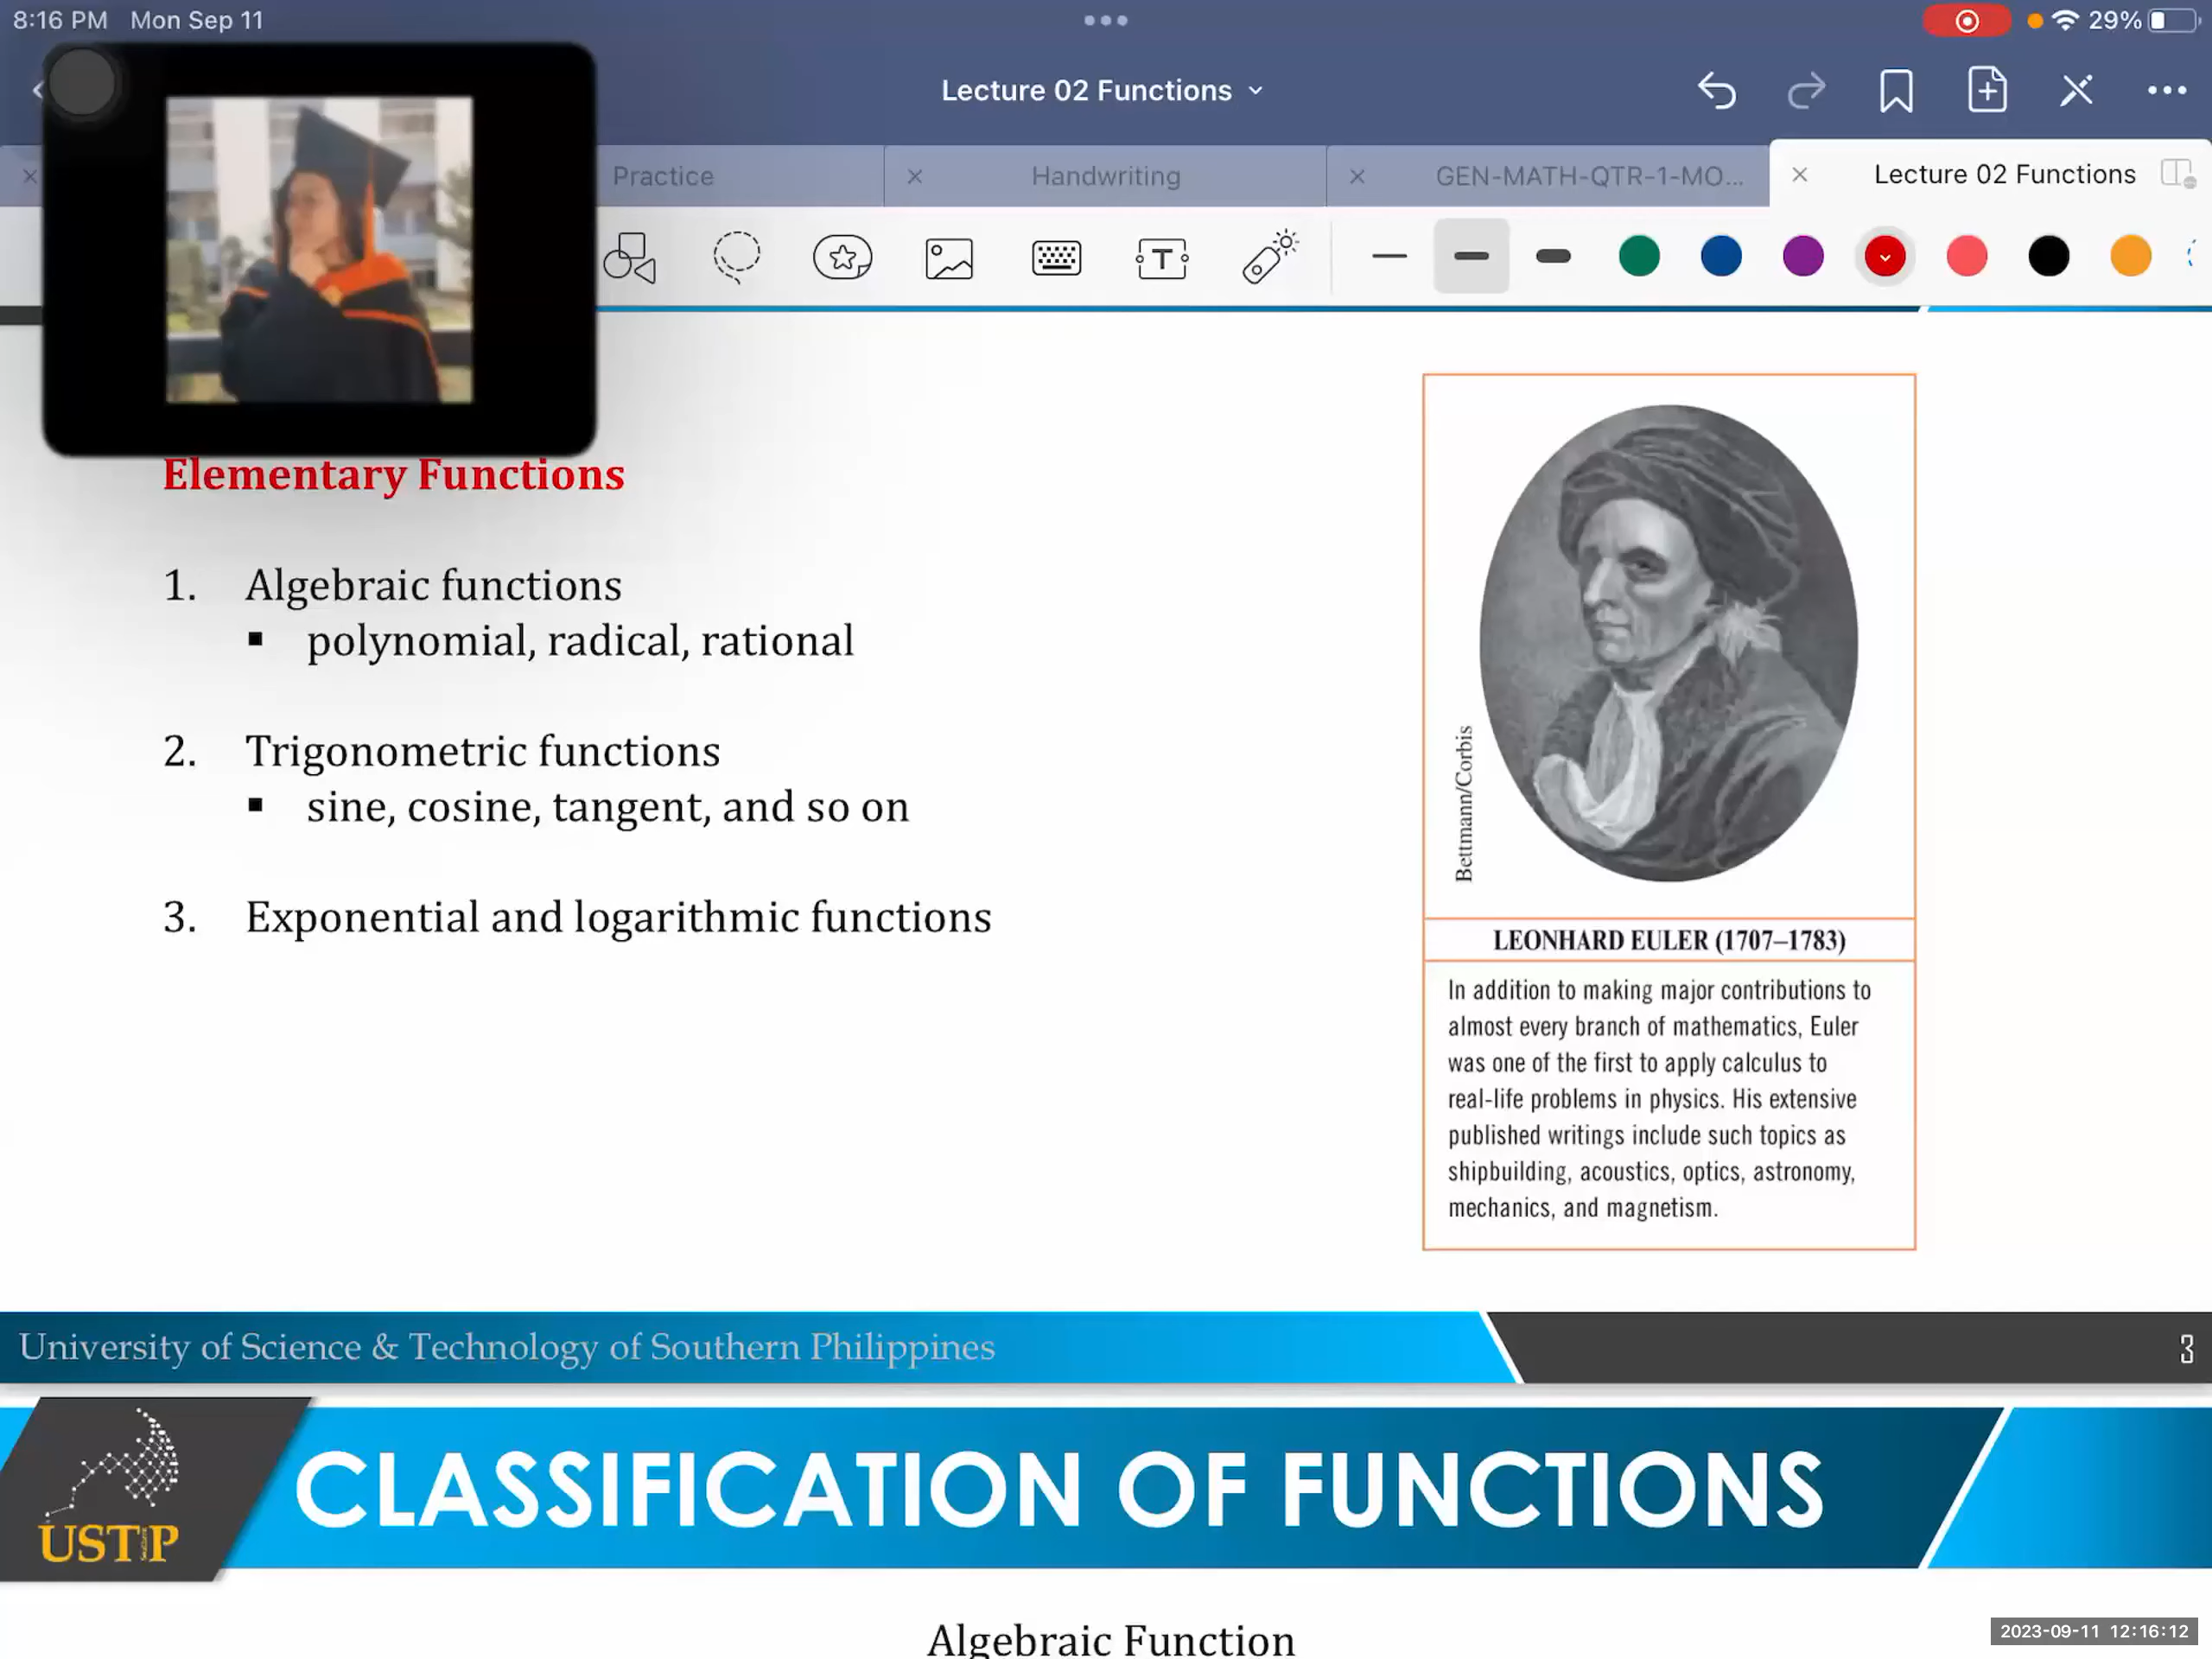 8:16 PM Mon Sep 11
29%
Lecture 02 Functions
Practice
Handwriting
GEN-MATH-QTR-1-MO...
Lecture 02 Functions
Elementary Functions
1. Algebraic functions
▪ polynomial, radical, rational
2. Trigonometric functions
▪ sine, cosine, tangent, and so on
3. Exponential and logarithmic functions
Bettmann/Corbis
LEONHARD EULER (1707–1783)
In addition to making major contributions to
almost every branch of mathematics, Euler
was one of the first to apply calculus to
real-life problems in physics. His extensive
published writings include such topics as
shipbuilding, acoustics, optics, astronomy,
mechanics, and magnetism.
University of Science & Technology of Southern Philippines
3
USTP
CLASSIFICATION OF FUNCTIONS
Algebraic Function
2023-09-11 12:16:12